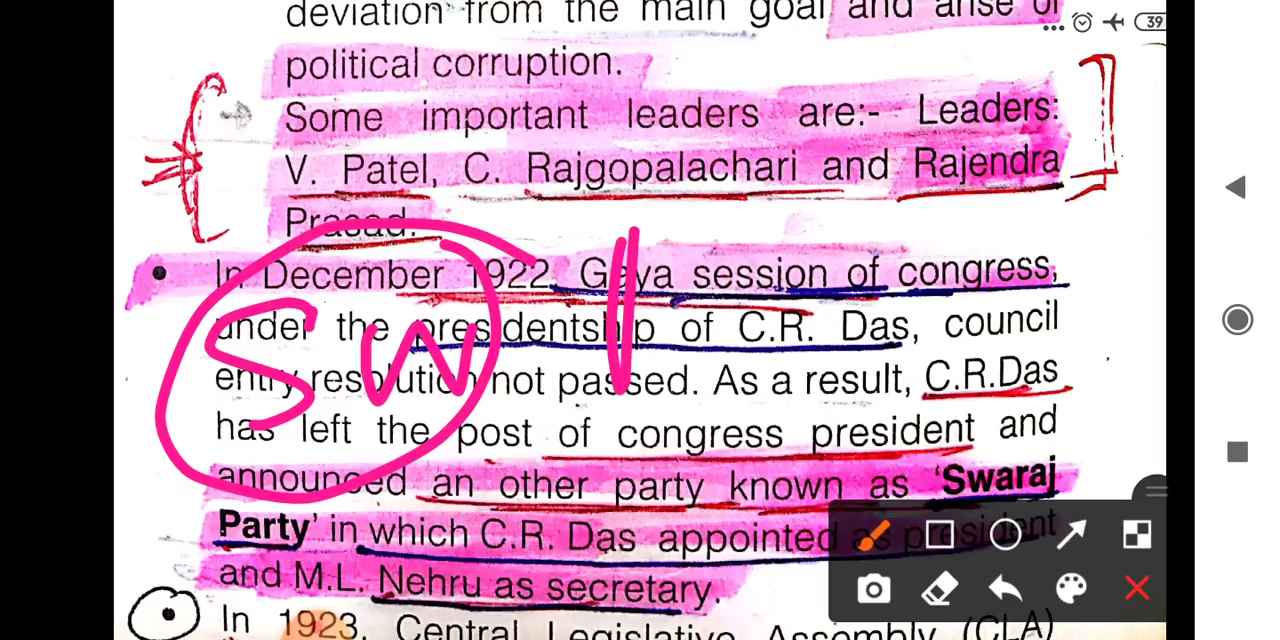 deviation from the main goal and arise of
39
political corruption.
Some important leaders are:- Leaders:
V. Patel, C. Rajgopalachari and Rajendra
Prasad.
In December 1922, Gaya session of congress,
under the presidentship of C.R. Das, council
entry resolution not passed. As a result, C.R.Das
has left the post of congress president and
announced an other party known as 'Swaraj
Party' in which C.R. Das appointed as president
and M.L. Nehru as secretary.
In 1923, Central Legislative Assembly (CLA)
SW